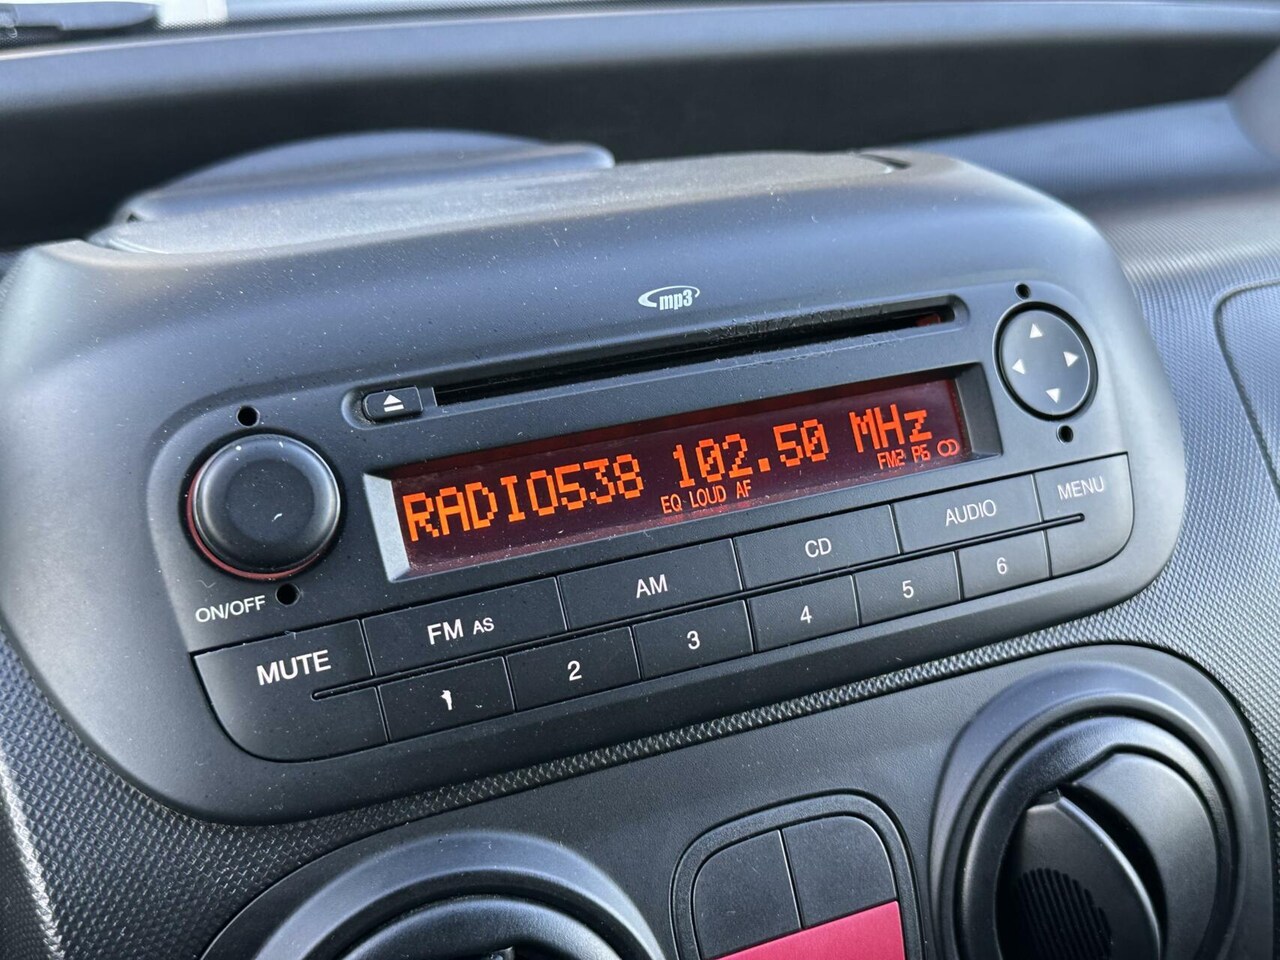 mp3
RADIO538 102.50 MHz
EQ LOUD AF
FM2 P6
ON/OFF
MUTE
FM AS
AM
CD
AUDIO
MENU
1
2
3
4
5
6